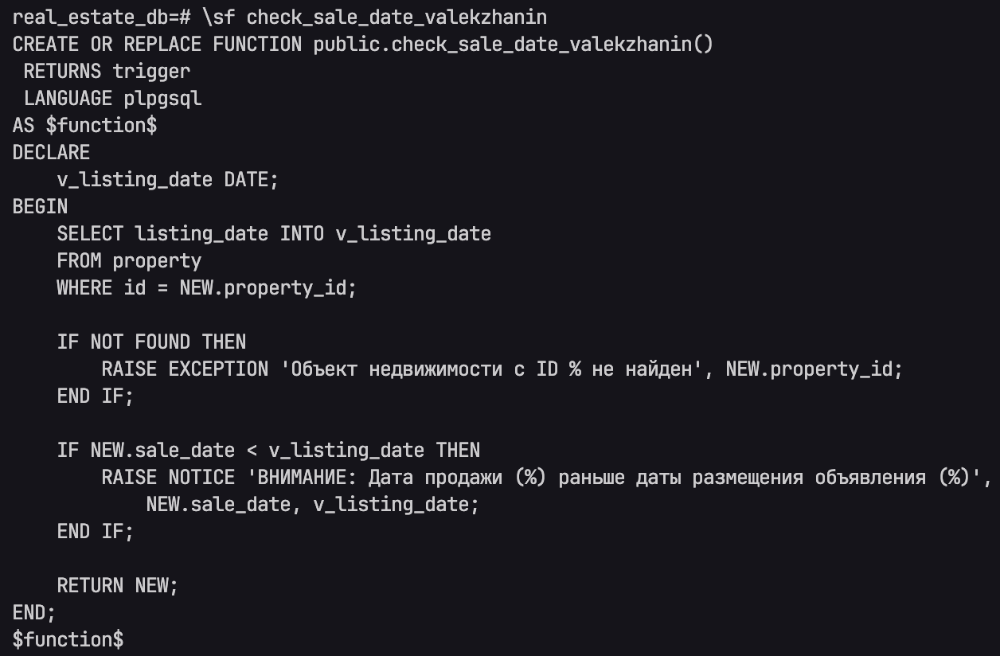 real_estate_db=# \sf check_sale_date_valekzhanin
CREATE OR REPLACE FUNCTION public.check_sale_date_valekzhanin()
 RETURNS trigger
 LANGUAGE plpgsql
AS $function$
DECLARE
    v_listing_date DATE;
BEGIN
    SELECT listing_date INTO v_listing_date
    FROM property
    WHERE id = NEW.property_id;

    IF NOT FOUND THEN
        RAISE EXCEPTION 'Объект недвижимости с ID % не найден', NEW.property_id;
    END IF;

    IF NEW.sale_date < v_listing_date THEN
        RAISE NOTICE 'ВНИМАНИЕ: Дата продажи (%) раньше даты размещения объявления (%)',
            NEW.sale_date, v_listing_date;
    END IF;

    RETURN NEW;
END;
$function$